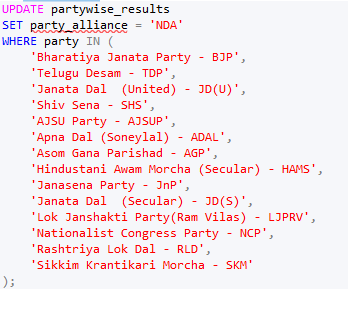 UPDATE partywise_results
SET party_alliance = 'NDA'
WHERE party IN (
'Bharatiya Janata Party - BJP',
'Telugu Desam - TDP',
'Janata Dal  (United) - JD(U)',
'Shiv Sena - SHS',
'AJSU Party - AJSUP',
'Apna Dal (Soneylal) - ADAL',
'Asom Gana Parishad - AGP',
'Hindustani Awam Morcha (Secular) - HAMS',
'Janasena Party - JnP',
'Janata Dal  (Secular) - JD(S)',
'Lok Janshakti Party(Ram Vilas) - LJPRV',
'Nationalist Congress Party - NCP',
'Rashtriya Lok Dal - RLD',
'Sikkim Krantikari Morcha - SKM'
);